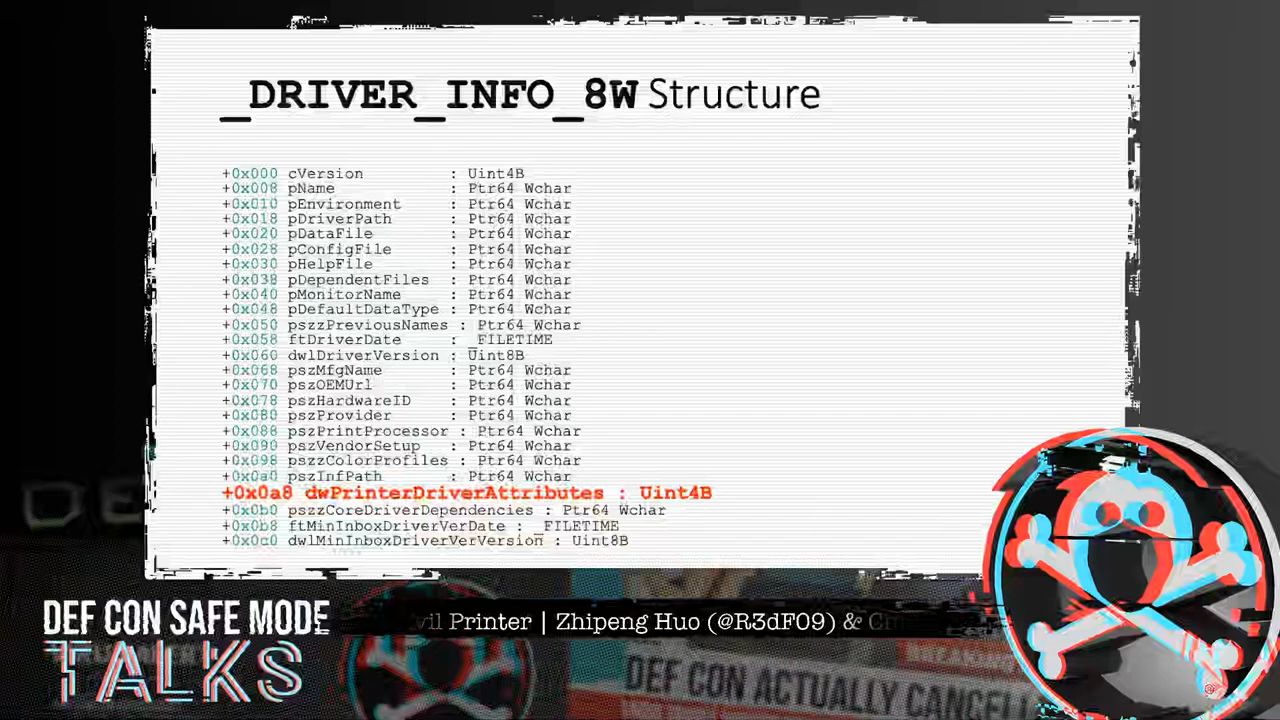 _DRIVER_INFO_8W Structure
+0x000 cVersion : Uint4B
+0x008 pName : Ptr64 Wchar
+0x010 pEnvironment : Ptr64 Wchar
+0x018 pDriverPath : Ptr64 Wchar
+0x020 pDataFile : Ptr64 Wchar
+0x028 pConfigFile : Ptr64 Wchar
+0x030 pHelpFile : Ptr64 Wchar
+0x038 pDependentFiles : Ptr64 Wchar
+0x040 pMonitorName : Ptr64 Wchar
+0x048 pDefaultDataType : Ptr64 Wchar
+0x050 pszzPreviousNames : Ptr64 Wchar
+0x058 ftDriverDate : _FILETIME
+0x060 dwlDriverVersion : Uint8B
+0x068 pszMfgName : Ptr64 Wchar
+0x070 pszOEMUrl : Ptr64 Wchar
+0x078 pszHardwareID : Ptr64 Wchar
+0x080 pszProvider : Ptr64 Wchar
+0x088 pszPrintProcessor : Ptr64 Wchar
+0x090 pszVendorSetup : Ptr64 Wchar
+0x098 pszzColorProfiles : Ptr64 Wchar
+0x0a0 pszInfPath : Ptr64 Wchar
+0x0a8 dwPrinterDriverAttributes : Uint4B
+0x0b0 pszzCoreDriverDependencies : Ptr64 Wchar
+0x0b8 ftMinInboxDriverVerDate : _FILETIME
+0x0c0 dwlMinInboxDriverVerVersion : Uint8B
DEF CON SAFE MODE
TALKS
Printer | Zhipeng Huo (@R3dF09) &
DEF CON ACTUALLY